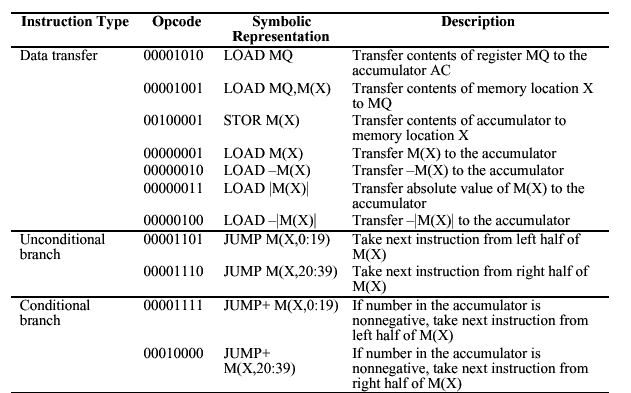 Instruction Type Opcode Symbolic Representation Description
Data transfer 00001010 LOAD MQ Transfer contents of register MQ to the
accumulator AC
00001001 LOAD MQ,M(X) Transfer contents of memory location X
to MQ
00100001 STOR M(X) Transfer contents of accumulator to
memory location X
00000001 LOAD M(X) Transfer M(X) to the accumulator
00000010 LOAD –M(X) Transfer –M(X) to the accumulator
00000011 LOAD |M(X)| Transfer absolute value of M(X) to the
accumulator
00000100 LOAD –|M(X)| Transfer –|M(X)| to the accumulator
Unconditional branch 00001101 JUMP M(X,0:19) Take next instruction from left half of
M(X)
00001110 JUMP M(X,20:39) Take next instruction from right half of
M(X)
Conditional branch 00001111 JUMP+ M(X,0:19) If number in the accumulator is
nonnegative, take next instruction from
left half of M(X)
00010000 JUMP+ M(X,20:39) If number in the accumulator is
nonnegative, take next instruction from
right half of M(X)